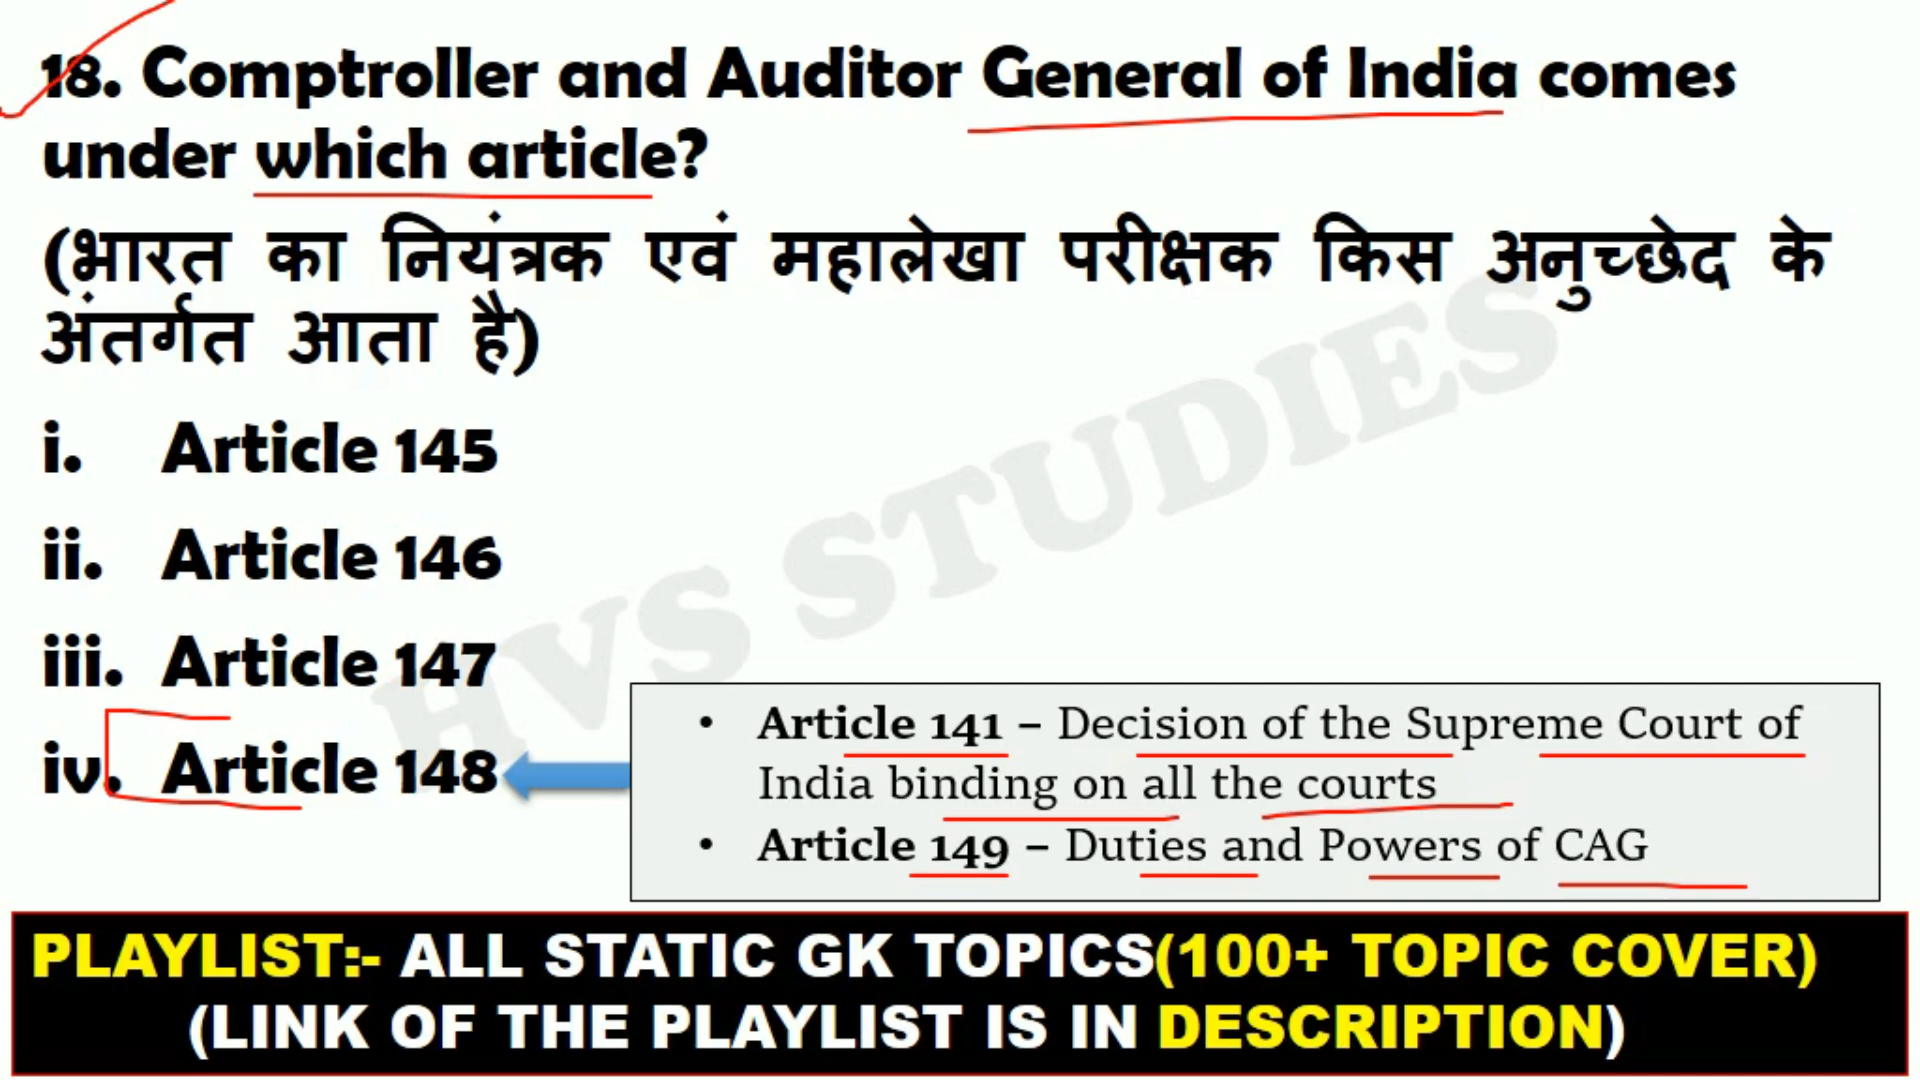 18. Comptroller and Auditor General of India comes
under which article?
(भारत का नियंत्रक एवं महालेखा परीक्षक किस अनुच्छेद के
अंतर्गत आता है)
i. Article 145
ii. Article 146
iii. Article 147
iv. Article 148
• Article 141 – Decision of the Supreme Court of
India binding on all the courts
• Article 149 – Duties and Powers of CAG
HVS STUDIES
PLAYLIST:- ALL STATIC GK TOPICS(100+ TOPIC COVER)
(LINK OF THE PLAYLIST IS IN DESCRIPTION)